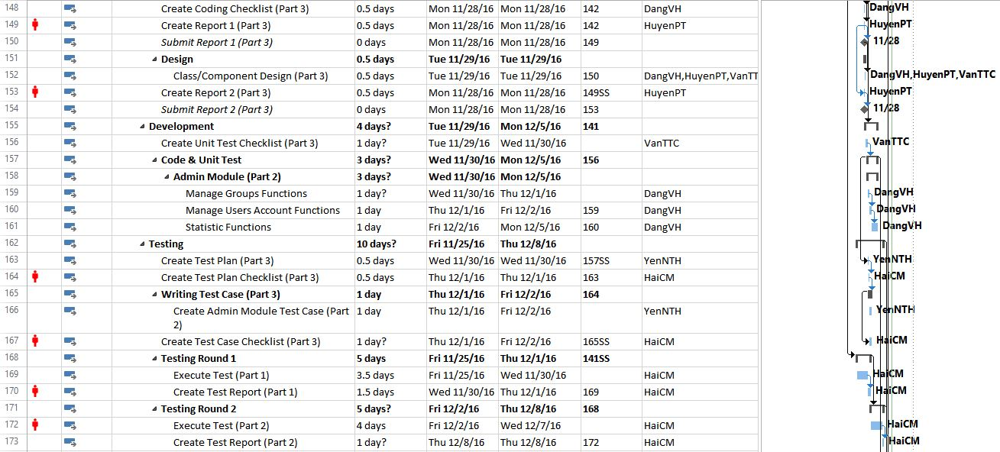 148 Create Coding Checklist (Part 3) 0.5 days Mon 11/28/16 Mon 11/28/16 142 DangVH DangVH
149 Create Report 1 (Part 3) 0.5 days Mon 11/28/16 Mon 11/28/16 142 HuyenPT HuyenPT
150 Submit Report 1 (Part 3) 0 days Mon 11/28/16 Mon 11/28/16 149 11/28
151 Design 0.5 days Tue 11/29/16 Tue 11/29/16
152 Class/Component Design (Part 3) 0.5 days Tue 11/29/16 Tue 11/29/16 150 DangVH,HuyenPT,VanTT DangVH,HuyenPT,VanTTC
153 Create Report 2 (Part 3) 0.5 days Mon 11/28/16 Mon 11/28/16 149SS HuyenPT HuyenPT
154 Submit Report 2 (Part 3) 0 days Mon 11/28/16 Mon 11/28/16 153 11/28
155 Development 4 days? Tue 11/29/16 Mon 12/5/16 141
156 Create Unit Test Checklist (Part 3) 1 day? Tue 11/29/16 Wed 11/30/16 VanTTC VanTTC
157 Code & Unit Test 3 days? Wed 11/30/16 Mon 12/5/16 156
158 Admin Module (Part 2) 3 days? Wed 11/30/16 Mon 12/5/16
159 Manage Groups Functions 1 day? Wed 11/30/16 Thu 12/1/16 DangVH DangVH
160 Manage Users Account Functions 1 day Thu 12/1/16 Fri 12/2/16 159 DangVH DangVH
161 Statistic Functions 1 day Fri 12/2/16 Mon 12/5/16 160 DangVH DangVH
162 Testing 10 days? Fri 11/25/16 Thu 12/8/16
163 Create Test Plan (Part 3) 0.5 days Wed 11/30/16 Wed 11/30/16 157SS YenNTH YenNTH
164 Create Test Plan Checklist (Part 3) 0.5 days Thu 12/1/16 Thu 12/1/16 163 HaiCM HaiCM
165 Writing Test Case (Part 3) 1 day Thu 12/1/16 Fri 12/2/16 164
166 Create Admin Module Test Case (Part 1 day Thu 12/1/16 Fri 12/2/16 YenNTH YenNTH
2)
167 Create Test Case Checklist (Part 3) 1 day? Thu 12/1/16 Fri 12/2/16 165SS HaiCM HaiCM
168 Testing Round 1 5 days Fri 11/25/16 Thu 12/1/16 141SS
169 Execute Test (Part 1) 3.5 days Fri 11/25/16 Wed 11/30/16 HaiCM HaiCM
170 Create Test Report (Part 1) 1.5 days Wed 11/30/16 Thu 12/1/16 169 HaiCM HaiCM
171 Testing Round 2 5 days? Fri 12/2/16 Thu 12/8/16 168
172 Execute Test (Part 2) 4 days Fri 12/2/16 Wed 12/7/16 HaiCM HaiCM
173 Create Test Report (Part 2) 1 day? Thu 12/8/16 Thu 12/8/16 172 HaiCM HaiCM